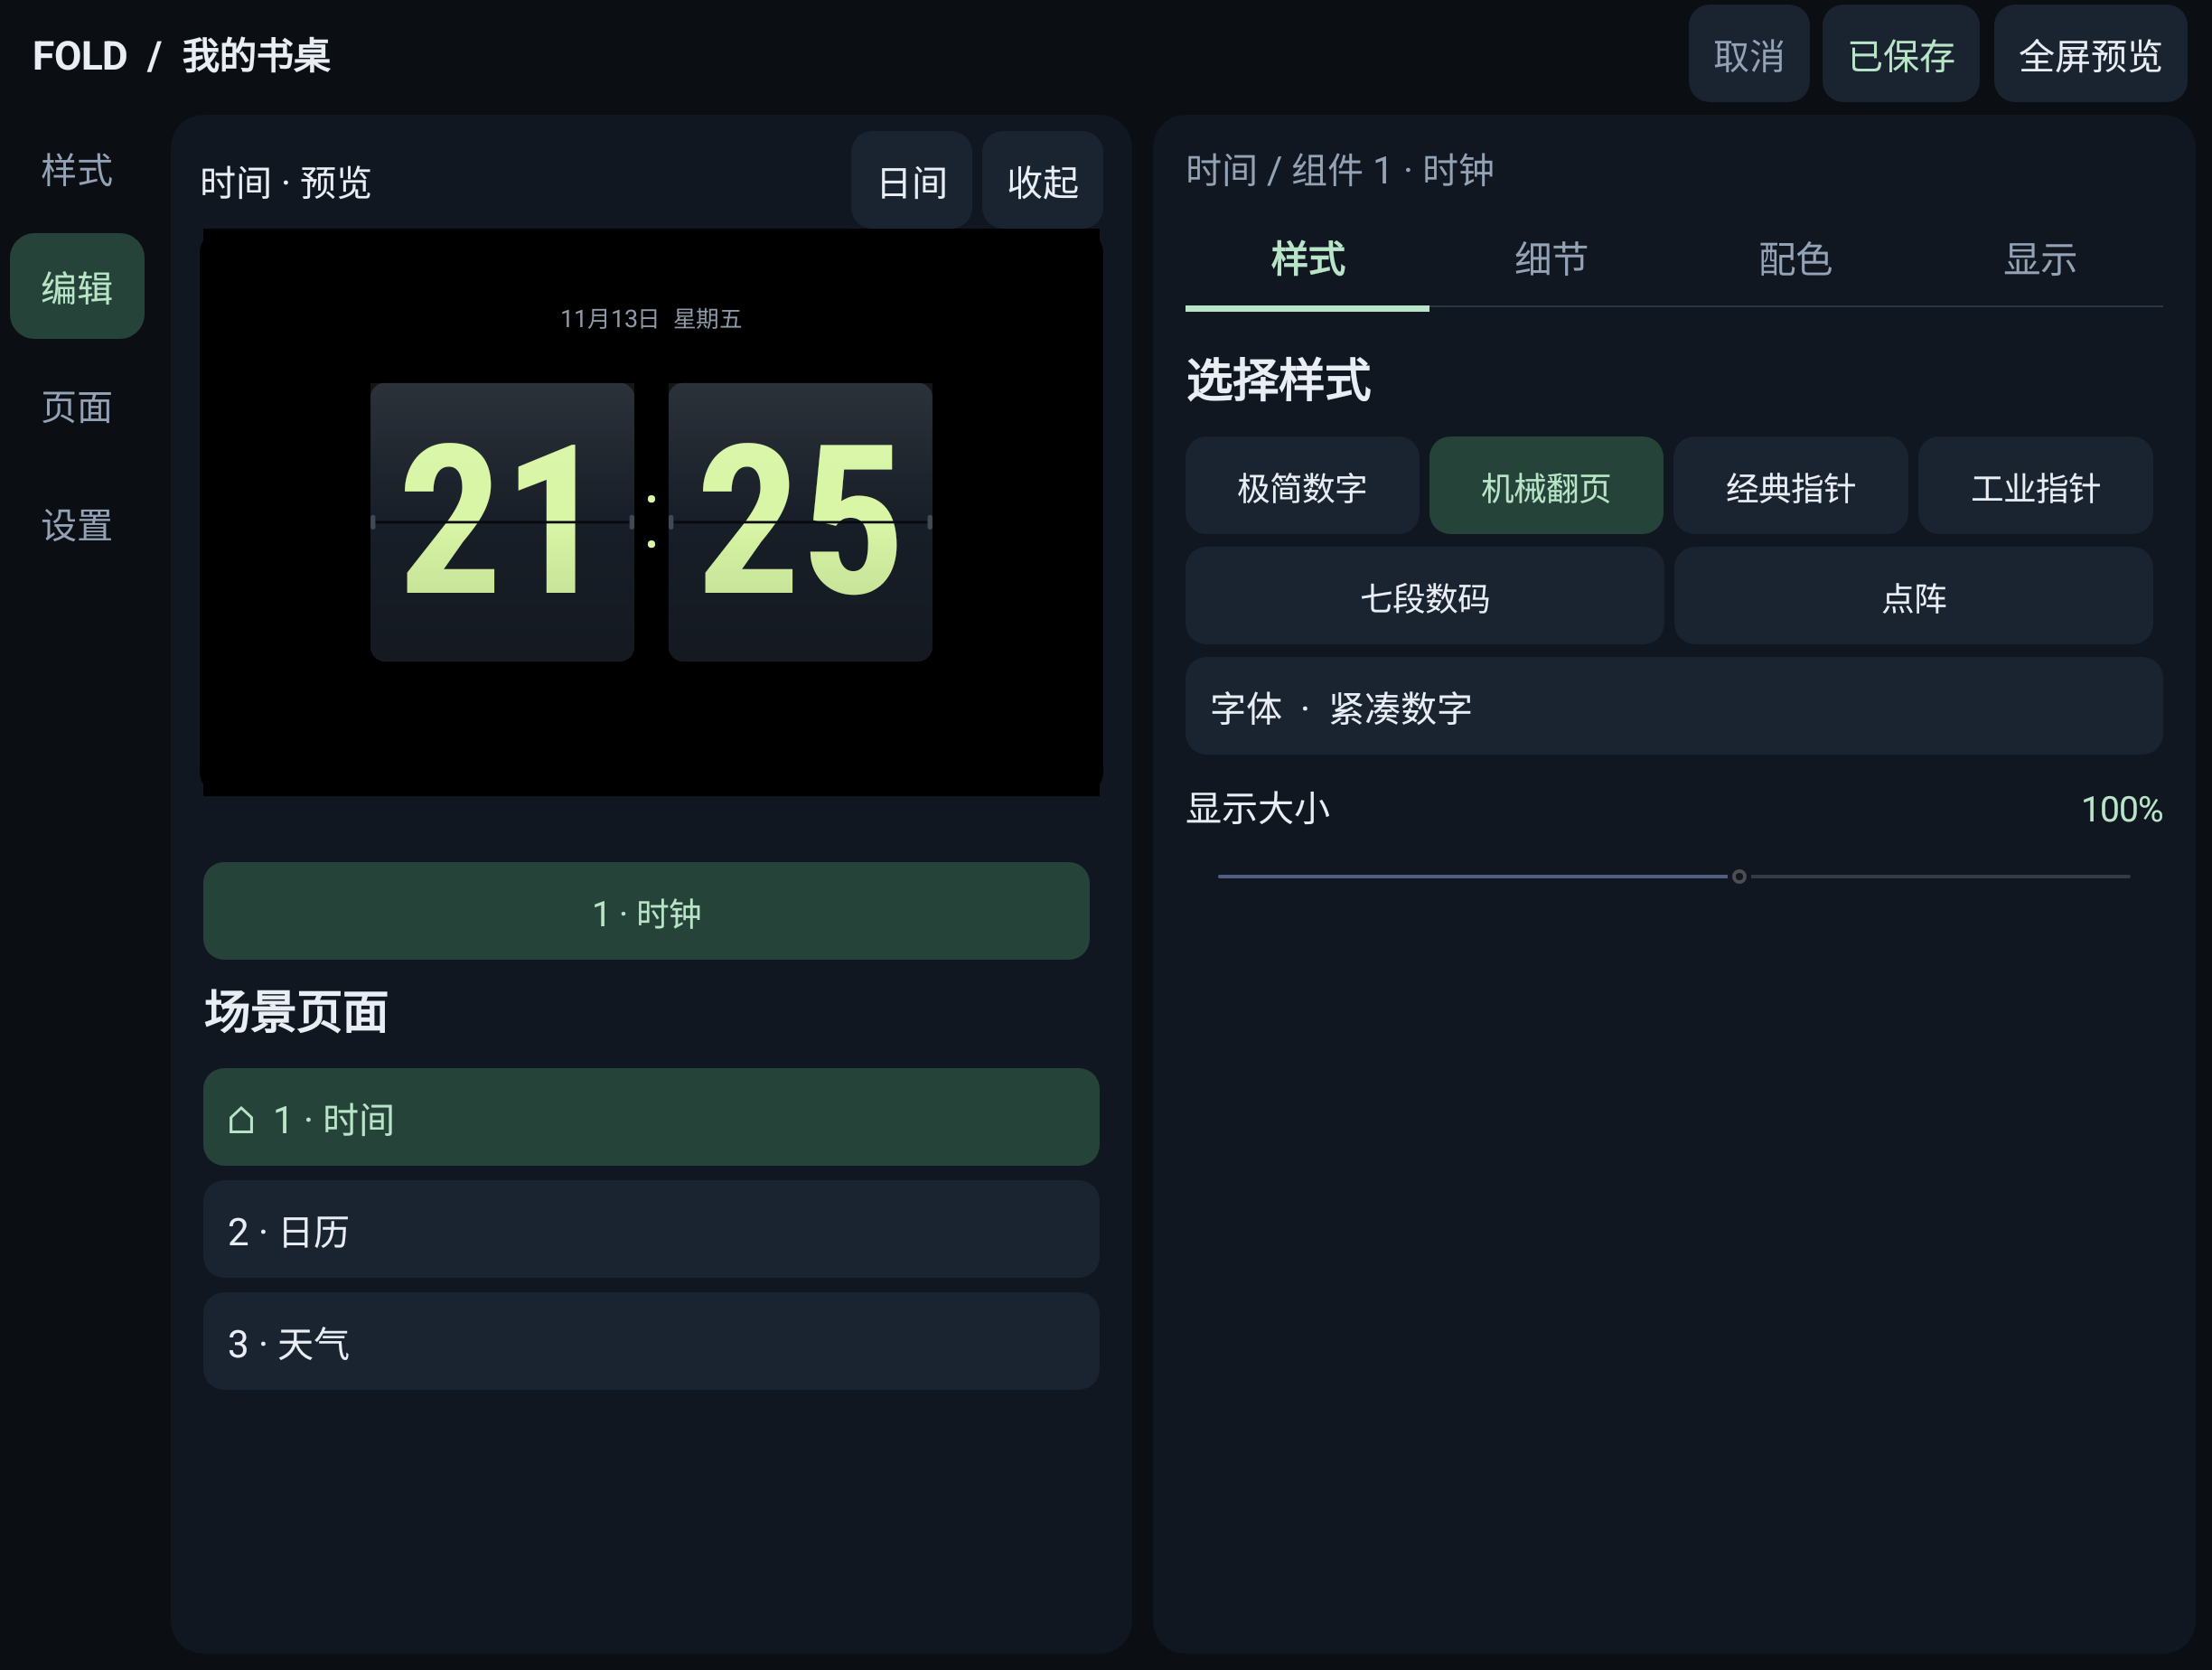 FOLD / 我的书桌
取消 已保存 全屏预览
样式
编辑
页面
设置
时间 · 预览 日间 收起
11月13日 星期五
21:25
1 · 时钟
场景页面
1 · 时间
2 · 日历
3 · 天气
时间 / 组件 1 · 时钟
样式 细节 配色 显示
选择样式
极简数字 机械翻页 经典指针 工业指针
七段数码 点阵
字体 · 紧凑数字
显示大小 100%